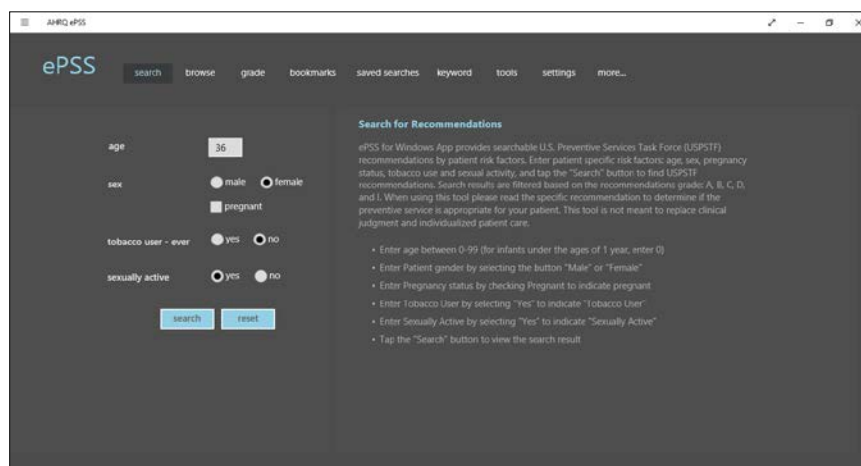 AHRQ ePSS
ePSS
search browse grade bookmarks saved searches keyword tools settings more...
age 36
sex male female
pregnant
tobacco user - ever yes no
sexually active yes no
search reset
Search for Recommendations
ePSS for Windows App provides searchable U.S. Preventive Services Task Force (USPSTF)
recommendations by patient risk factors. Enter patient specific risk factors: age, sex, pregnancy
status, tobacco use and sexual activity, and tap the "Search" button to find USPSTF
recommendations. Search results are filtered based on the recommendations grade: A, B, C, D,
and I. When using this tool please read the specific recommendation to determine if the
preventive service is appropriate for your patient. This tool is not meant to replace clinical
judgment and individualized patient care.
• Enter age between 0-99 (for infants under the ages of 1 year, enter 0)
• Enter Patient gender by selecting the button "Male" or "Female"
• Enter Pregnancy status by checking Pregnant to indicate pregnant
• Enter Tobacco User by selecting "Yes" to indicate "Tobacco User"
• Enter Sexually Active by selecting "Yes" to indicate "Sexually Active"
• Tap the "Search" button to view the search result